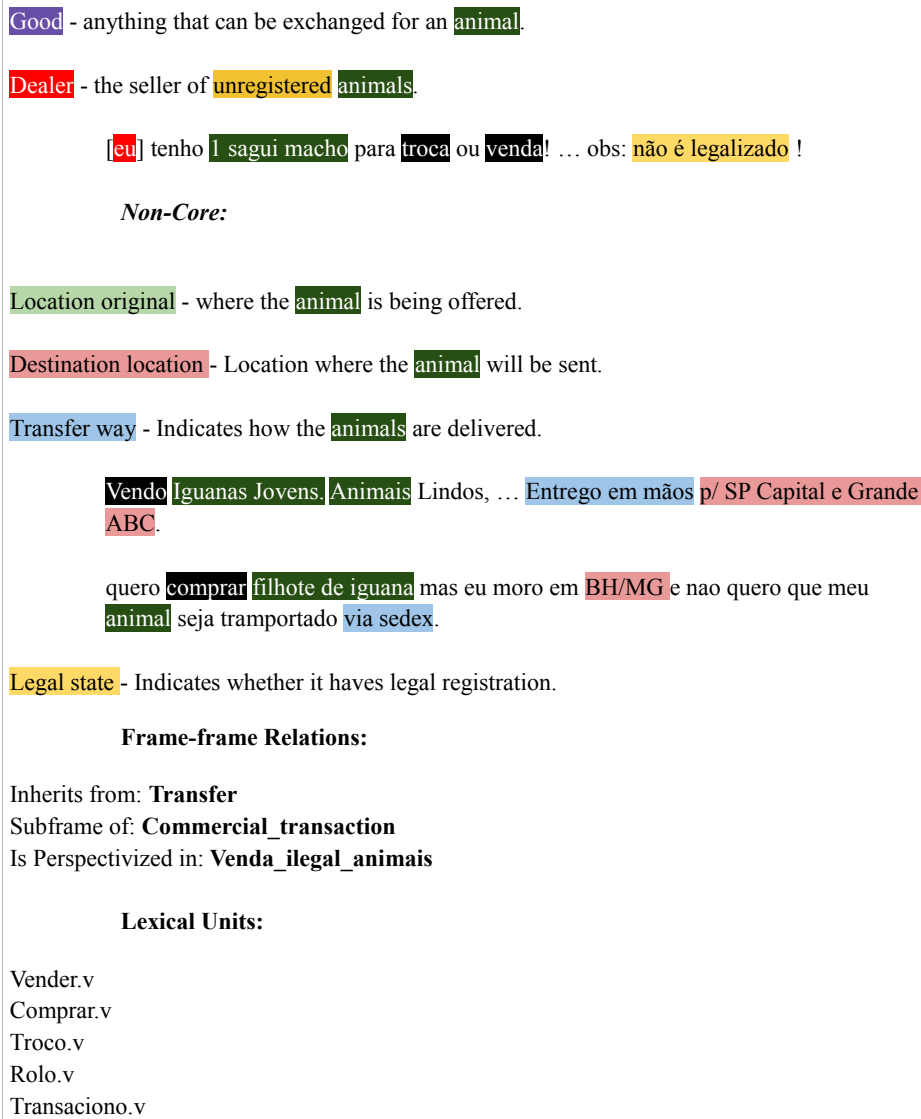 Good - anything that can be exchanged for an animal.
Dealer - the seller of unregistered animals.
[eu] tenho 1 sagui macho para troca ou venda! … obs: não é legalizado !
Non-Core:
Location original - where the animal is being offered.
Destination location - Location where the animal will be sent.
Transfer way - Indicates how the animals are delivered.
Vendo Iguanas Jovens. Animais Lindos, … Entrego em mãos p/ SP Capital e Grande
ABC.
quero comprar filhote de iguana mas eu moro em BH/MG e nao quero que meu
animal seja tramportado via sedex.
Legal state - Indicates whether it haves legal registration.
Frame-frame Relations:
Inherits from: Transfer
Subframe of: Commercial_transaction
Is Perspectivized in: Venda_ilegal_animais
Lexical Units:
Vender.v
Comprar.v
Troco.v
Rolo.v
Transaciono.v